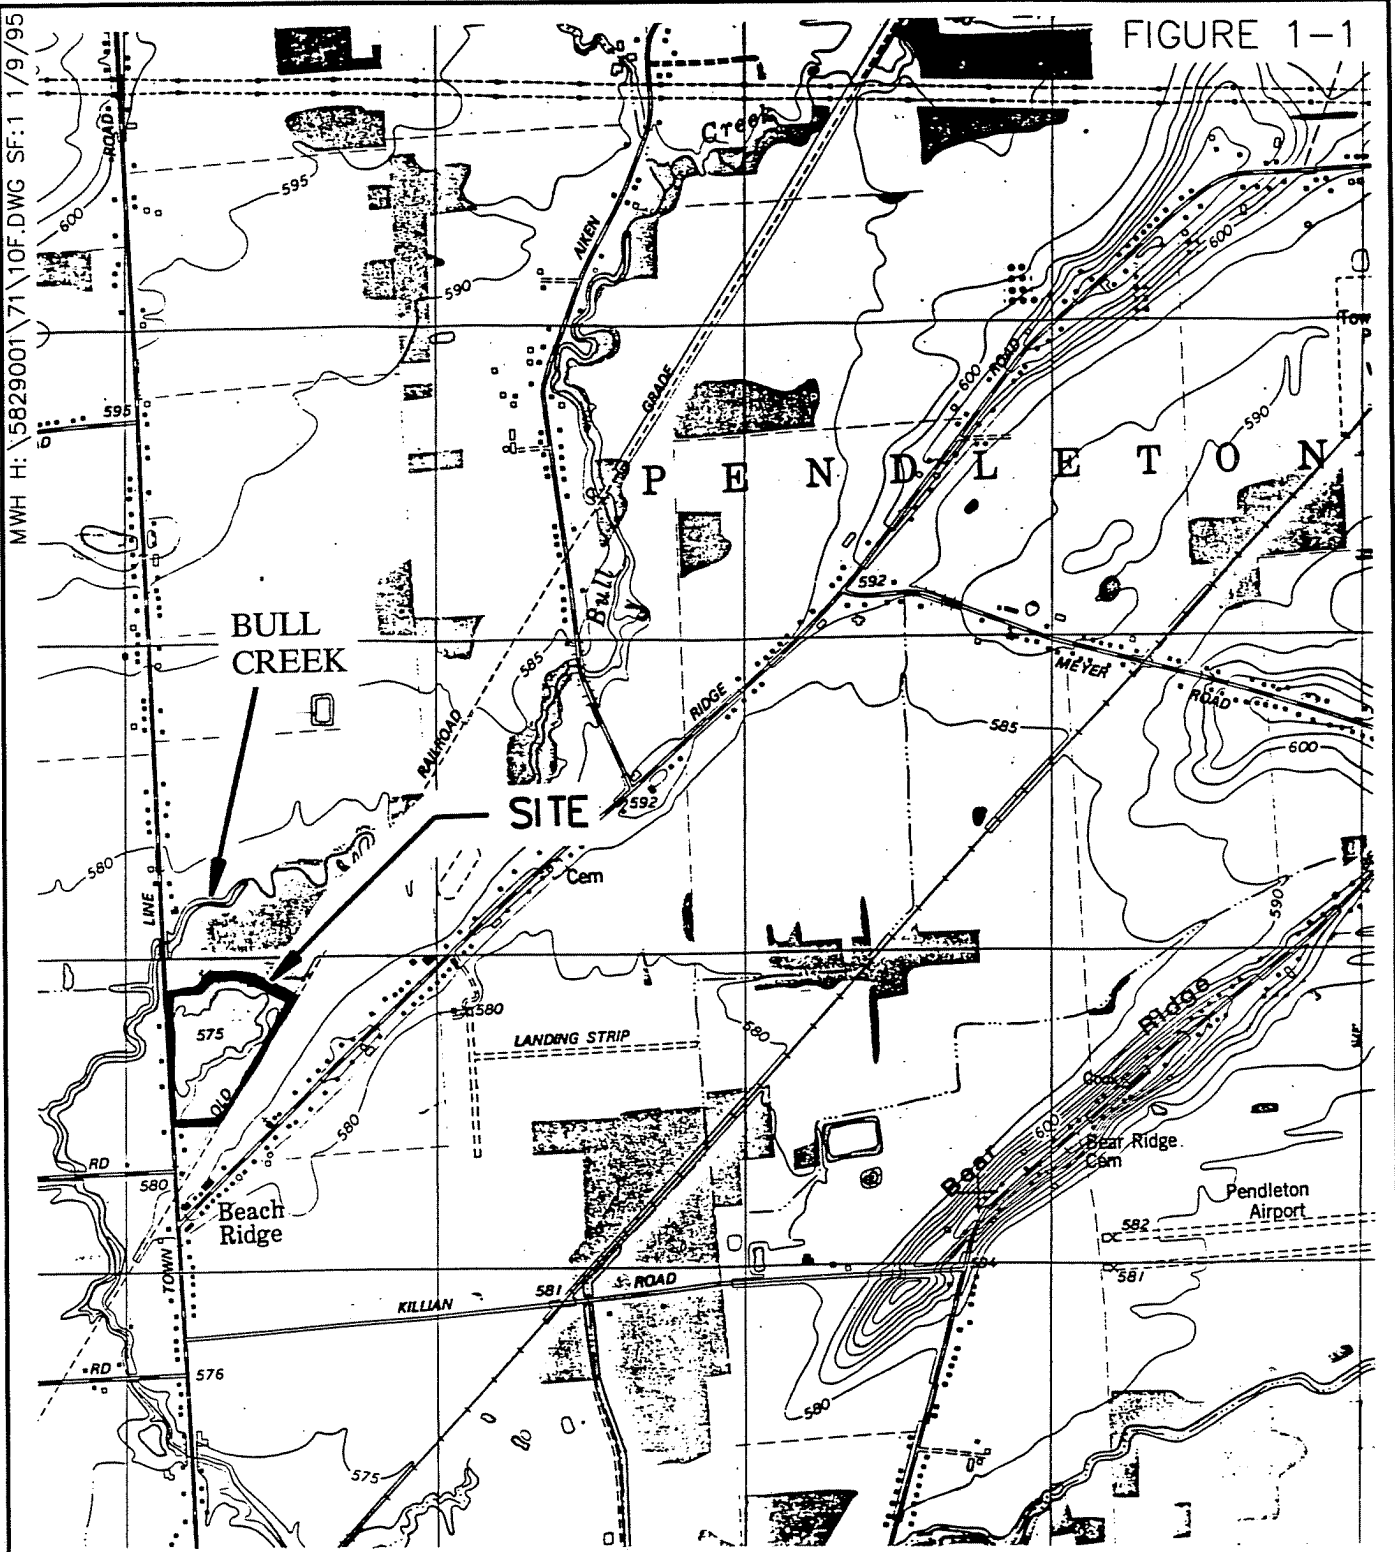 FIGURE 1-1
MWH H:\5829001\71\10F.DWG SF:1 1/9/95
ROAD
Creek
595
600
AIKEN
600
590
Tow
GRADE
ROAD
600
595
590
PENDLETON
592
Bull
BULL
CREEK
585
MEYER
ROAD
RIDGE
585
600
RAILROAD
SITE
592
580
Cem
LINE
590
575
580
LANDING STRIP
580
Ridge
OLD
580
600
Bear Ridge
Cem
RD
580
Bear
Beach
Ridge
Pendleton
Airport
582
581
TOWN
581
ROAD
KILLIAN
RD
576
580
575